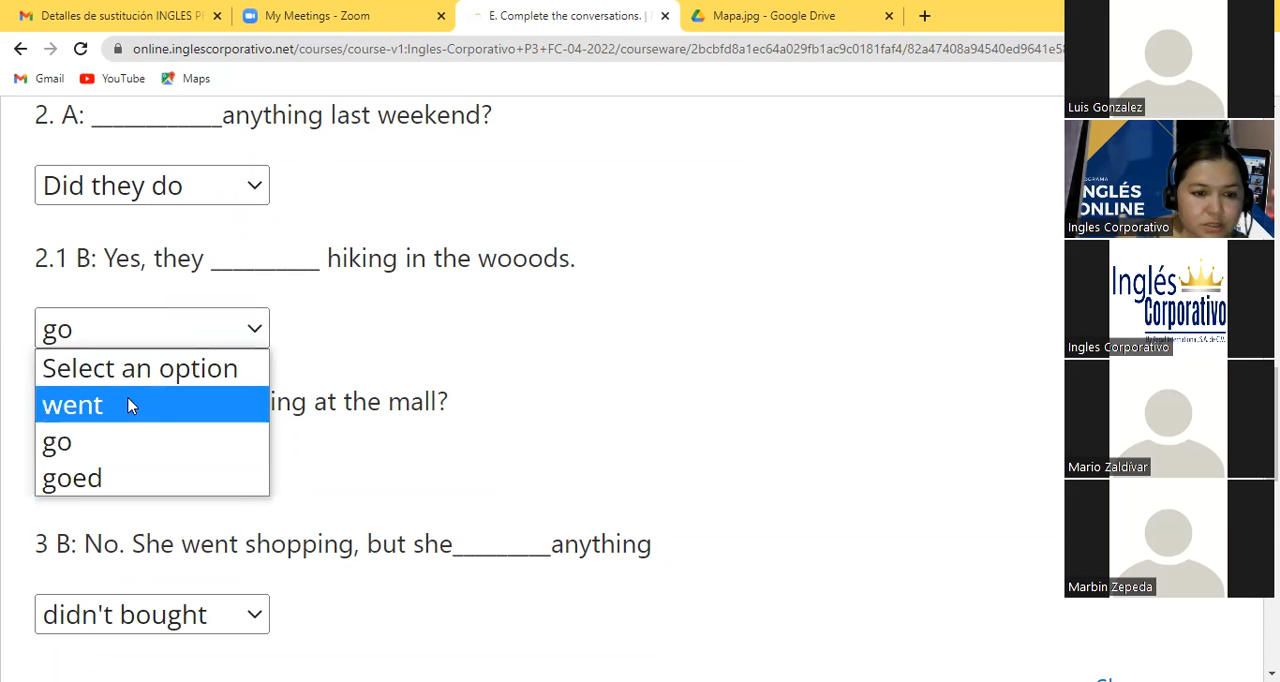 Detalles de sustitución INGLES P
My Meetings - Zoom
E. Complete the conversations. |
Mapa.jpg - Google Drive
online.inglescorporativo.net/courses/course-v1:Ingles-Corporativo+P3+FC-04-2022/courseware/2bcbfd8a1ec64a029fb1ac9c0181faf4/82a47408a94540ed9641e5
Gmail
YouTube
Maps
2. A: ____________anything last weekend?
Did they do
2.1 B: Yes, they _________ hiking in the wooods.
go
Select an option
went
ing at the mall?
go
goed
3 B: No. She went shopping, but she_________anything
didn't bought
Luis Gonzalez
PROGRAMA
INGLÉS
ONLINE
Ingles Corporativo
Inglés
Corporativo
Ingles Corporativo
Mario Zaldívar
Marbin Zepeda